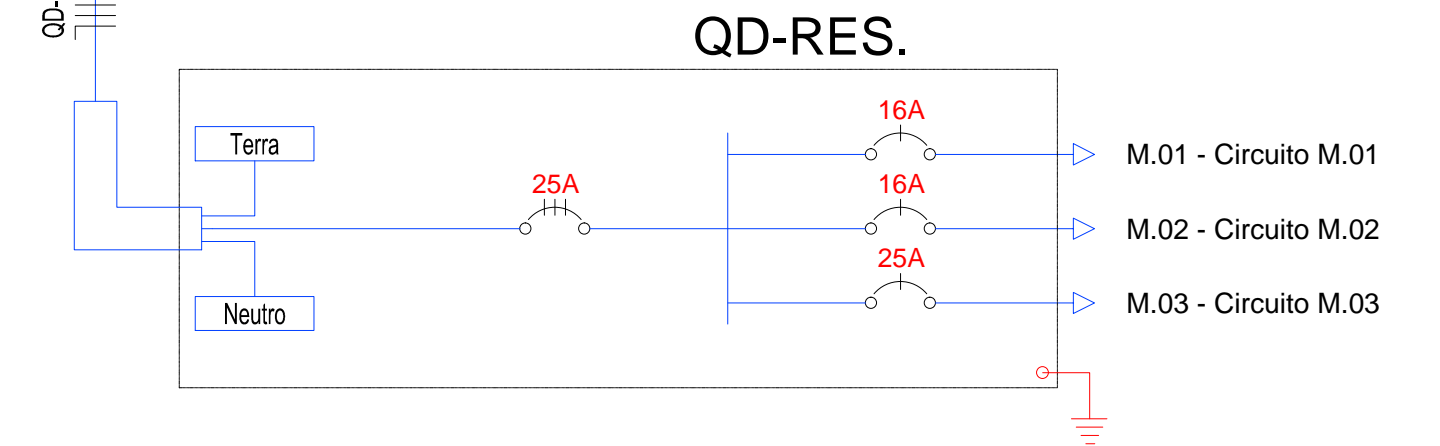 QD-
QD-RES.
Terra
Neutro
25A
16A
M.01 - Circuito M.01
16A
M.02 - Circuito M.02
25A
M.03 - Circuito M.03